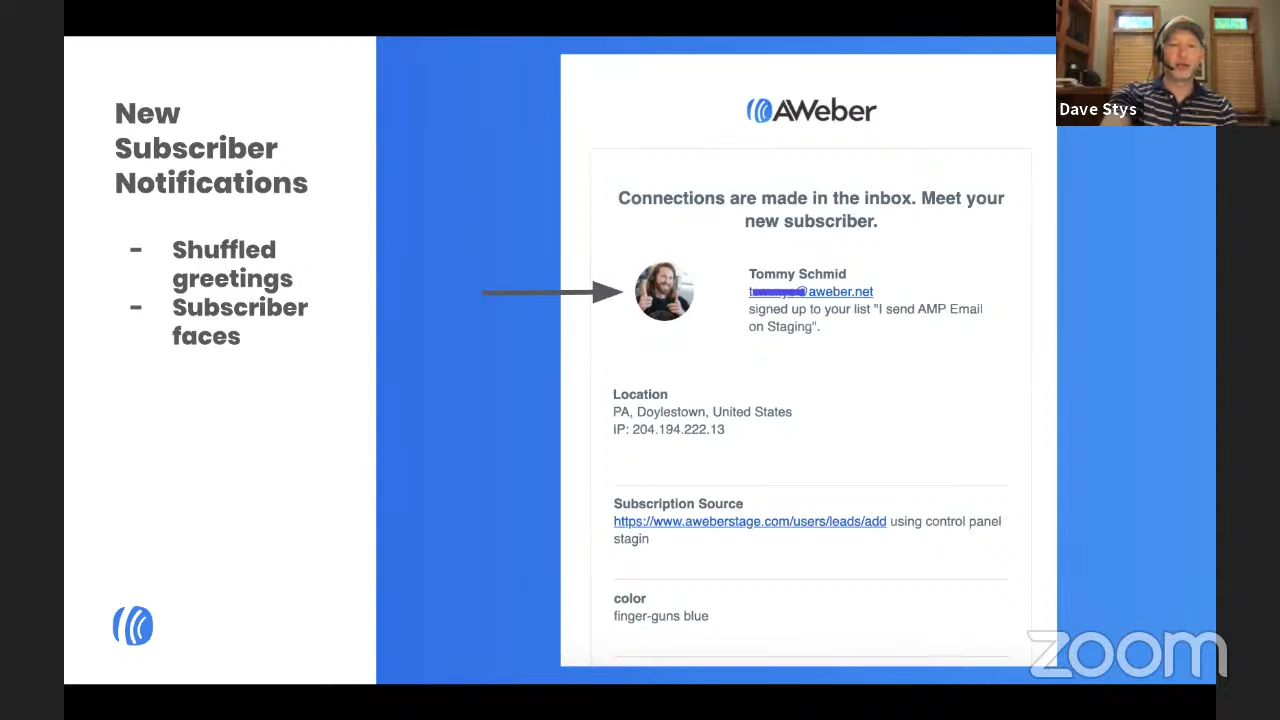 New
Subscriber
Notifications
- Shuffled
greetings
- Subscriber
faces
AWeber
Connections are made in the inbox. Meet your
new subscriber.
Tommy Schmid
@aweber.net
signed up to your list "I send AMP Email
on Staging".
Location
PA, Doylestown, United States
IP: 204.194.222.13
Subscription Source
https://www.aweberstage.com/users/leads/add using control panel
stagin
color
finger-guns blue
Dave Stys
zoom